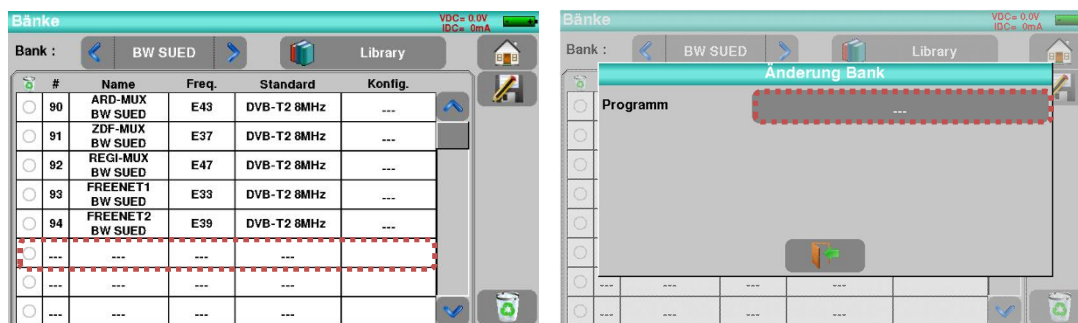 Bänke
VDC= 0.0V
IDC= 0mA
Bank :
BW SUED
Library
# Name Freq. Standard Konfig.
90 ARD-MUX BW SUED E43 DVB-T2 8MHz ---
91 ZDF-MUX BW SUED E37 DVB-T2 8MHz ---
92 REGI-MUX BW SUED E47 DVB-T2 8MHz ---
93 FREENET1 BW SUED E33 DVB-T2 8MHz ---
94 FREENET2 BW SUED E39 DVB-T2 8MHz ---
--- --- --- ---
--- --- --- ---
--- --- --- ---
Bänke
VDC= 0.0V
IDC= 0mA
Bank :
BW SUED
Library
Änderung Bank
Programm
---
--- --- --- ---
--- --- --- ---